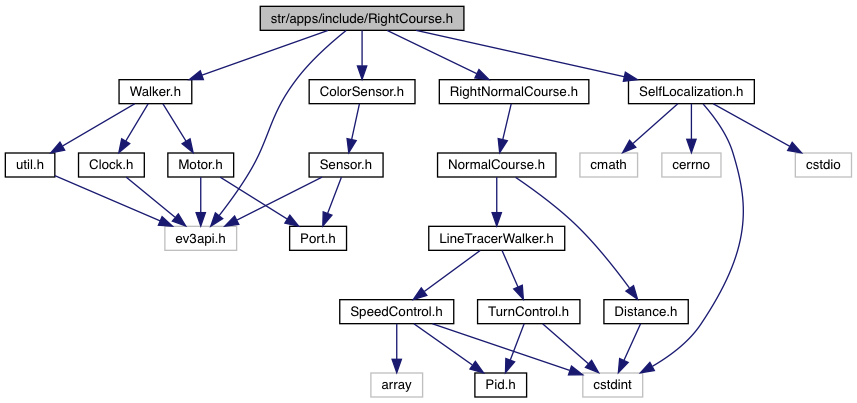 str/apps/include/RightCourse.h
Walker.h
ColorSensor.h
RightNormalCourse.h
SelfLocalization.h
util.h
Clock.h
Motor.h
Sensor.h
NormalCourse.h
cmath
cerrno
cstdio
ev3api.h
Port.h
LineTracerWalker.h
SpeedControl.h
TurnControl.h
Distance.h
array
Pid.h
cstdint